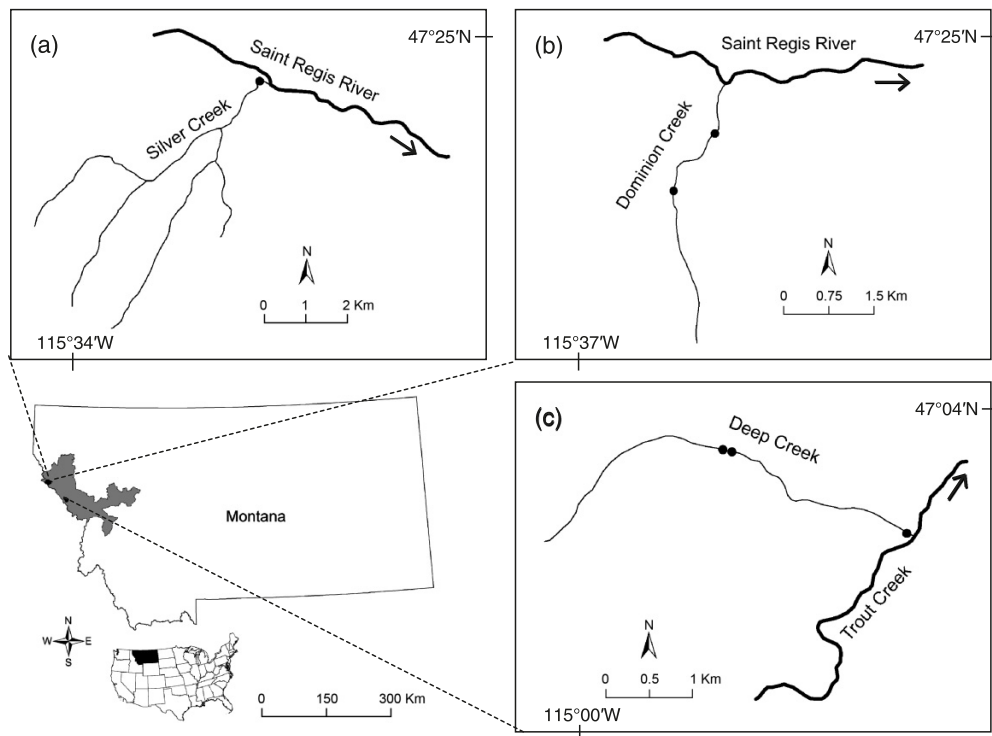 (a)
47°25′N
Saint Regis River
Silver Creek
N
0 1 2 Km
115°34′W
(b)
47°25′N
Saint Regis River
Dominion Creek
N
0 0.75 1.5 Km
115°37′W
Montana
N
W E
S
0 150 300 Km
(c)
47°04′N
Deep Creek
Trout Creek
N
0 0.5 1 Km
115°00′W